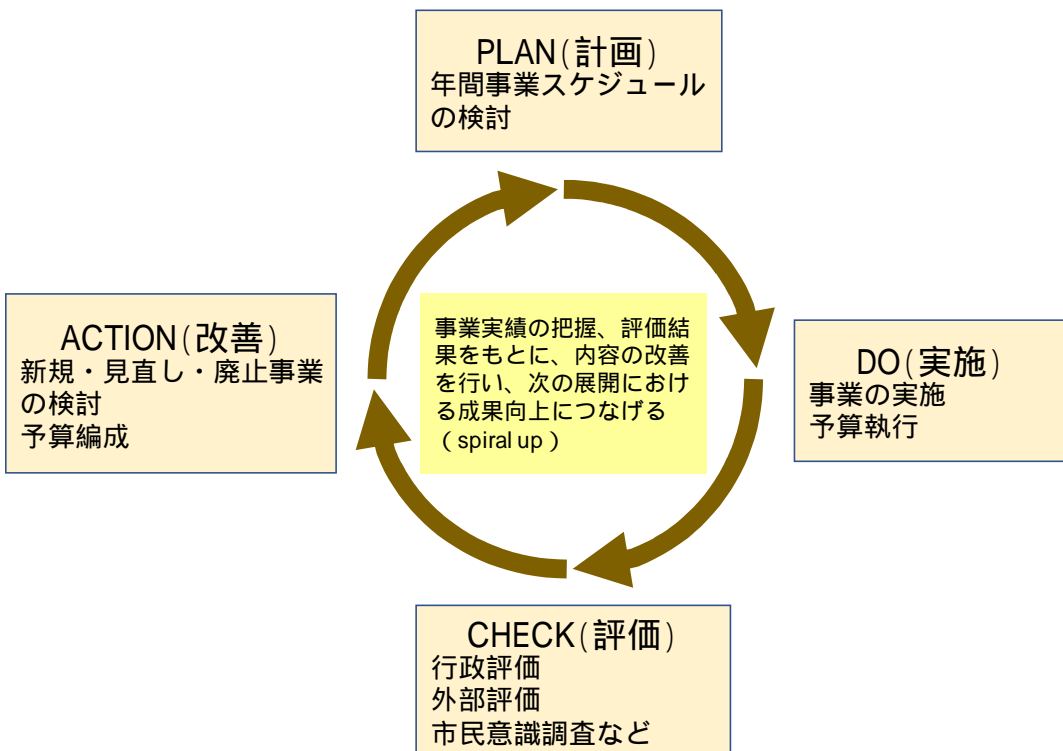 PLAN(計画)
年間事業スケジュール
の検討
ACTION(改善)
新規・見直し・廃止事業
の検討
予算編成
事業実績の把握、評価結
果をもとに、内容の改善
を行い、次の展開におけ
る成果向上につなげる
(spiral up)
DO(実施)
事業の実施
予算執行
CHECK(評価)
行政評価
外部評価
市民意識調査など